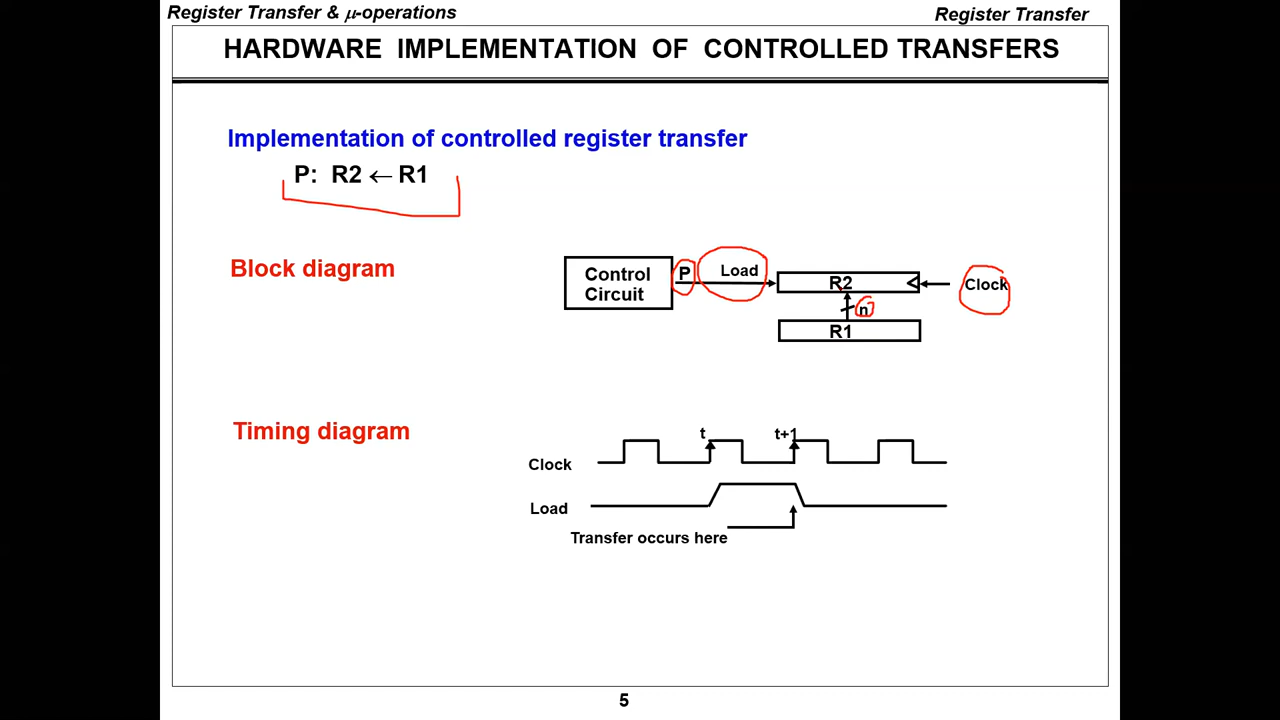 Register Transfer & μ-operations
Register Transfer
HARDWARE IMPLEMENTATION OF CONTROLLED TRANSFERS
Implementation of controlled register transfer
P: R2 ← R1
Block diagram
Control
Circuit
P
Load
R2
Clock
n
R1
Timing diagram
t
t+1
Clock
Load
Transfer occurs here
5